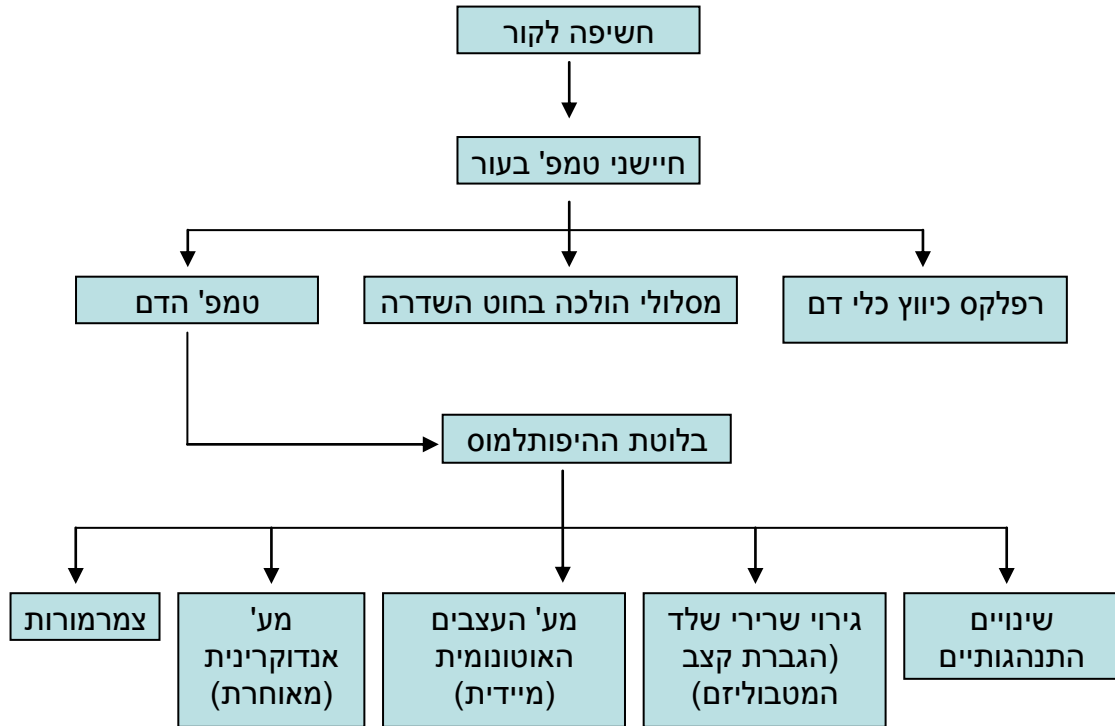 חשיפה לקור
חיישני טמפ' בעור
רפלקס כיווץ כלי דם
מסלולי הולכה בחוט השדרה
טמפ' הדם
בלוטת ההיפותלמוס
שינויים
התנהגותיים
גירוי שרירי שלד
(הגברת קצב
המטבוליזם)
מע' העצבים
האוטונומית
(מיידית)
מע'
אנדוקרינית
(מאוחרת)
צמרמורות